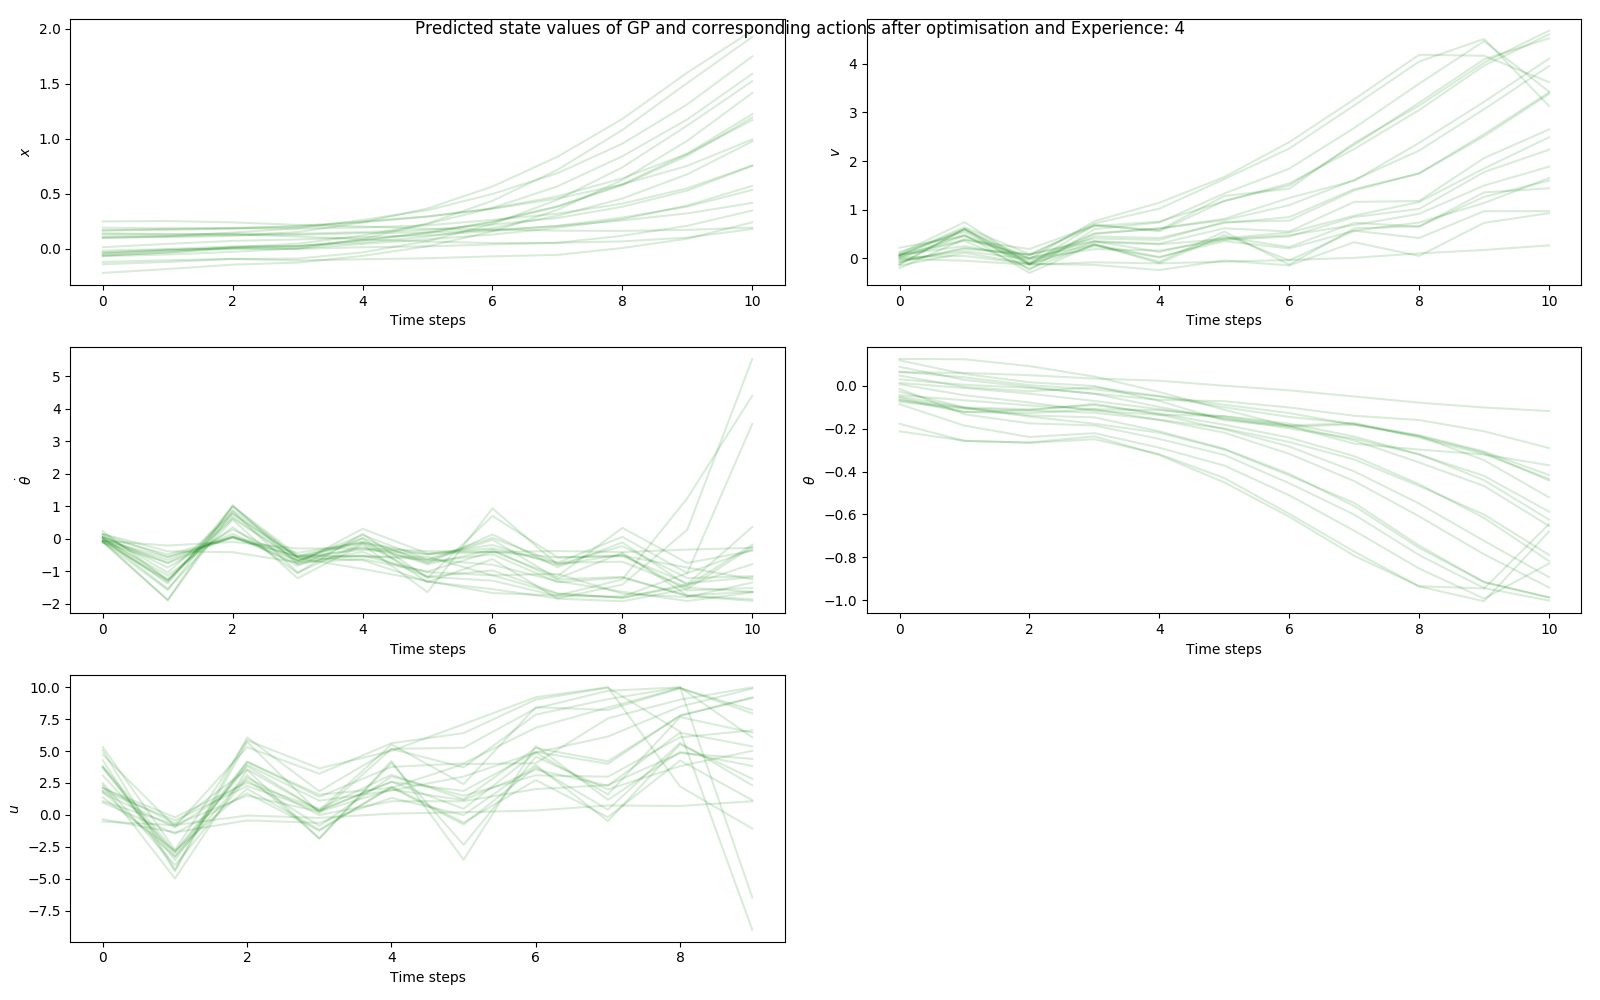 Predicted state values of GP and corresponding actions after optimisation and Experience: 4
2.0
1.5
1.0
0.5
0.0
x
0 2 4 6 8 10
Time steps
4
3
2
1
0
v
0 2 4 6 8 10
Time steps
5
4
3
2
1
0
−1
−2
θ̇
0 2 4 6 8 10
Time steps
0.0
−0.2
−0.4
−0.6
−0.8
−1.0
θ
0 2 4 6 8 10
Time steps
10.0
7.5
5.0
2.5
0.0
−2.5
−5.0
−7.5
u
0 2 4 6 8
Time steps